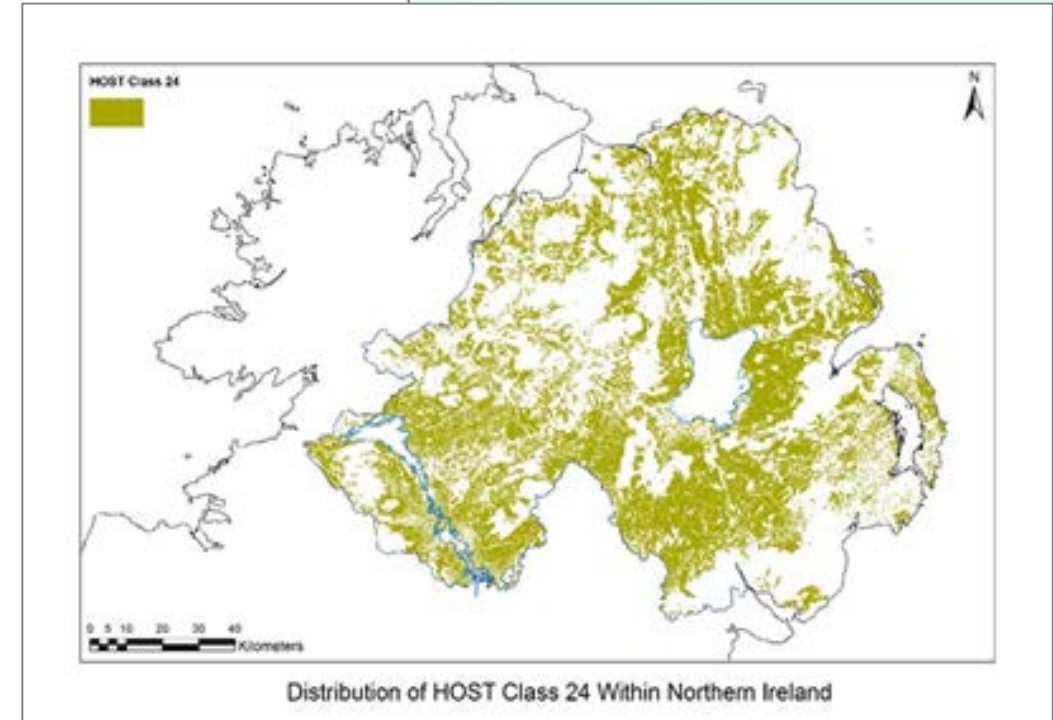 HOST Class 24
N
0 5 10 20 30 40
Kilometers
Distribution of HOST Class 24 Within Northern Ireland